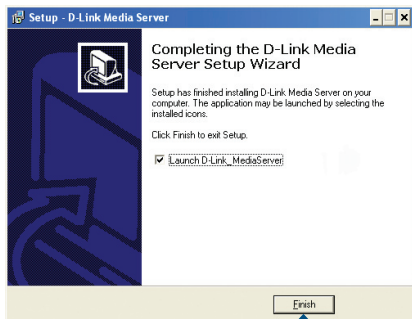 Setup - D-Link Media Server
Completing the D-Link Media
Server Setup Wizard
Setup has finished installing D-Link Media Server on your
computer. The application may be launched by selecting the
installed icons.
Click Finish to exit Setup.
Launch D-Link_MediaServer
Finish